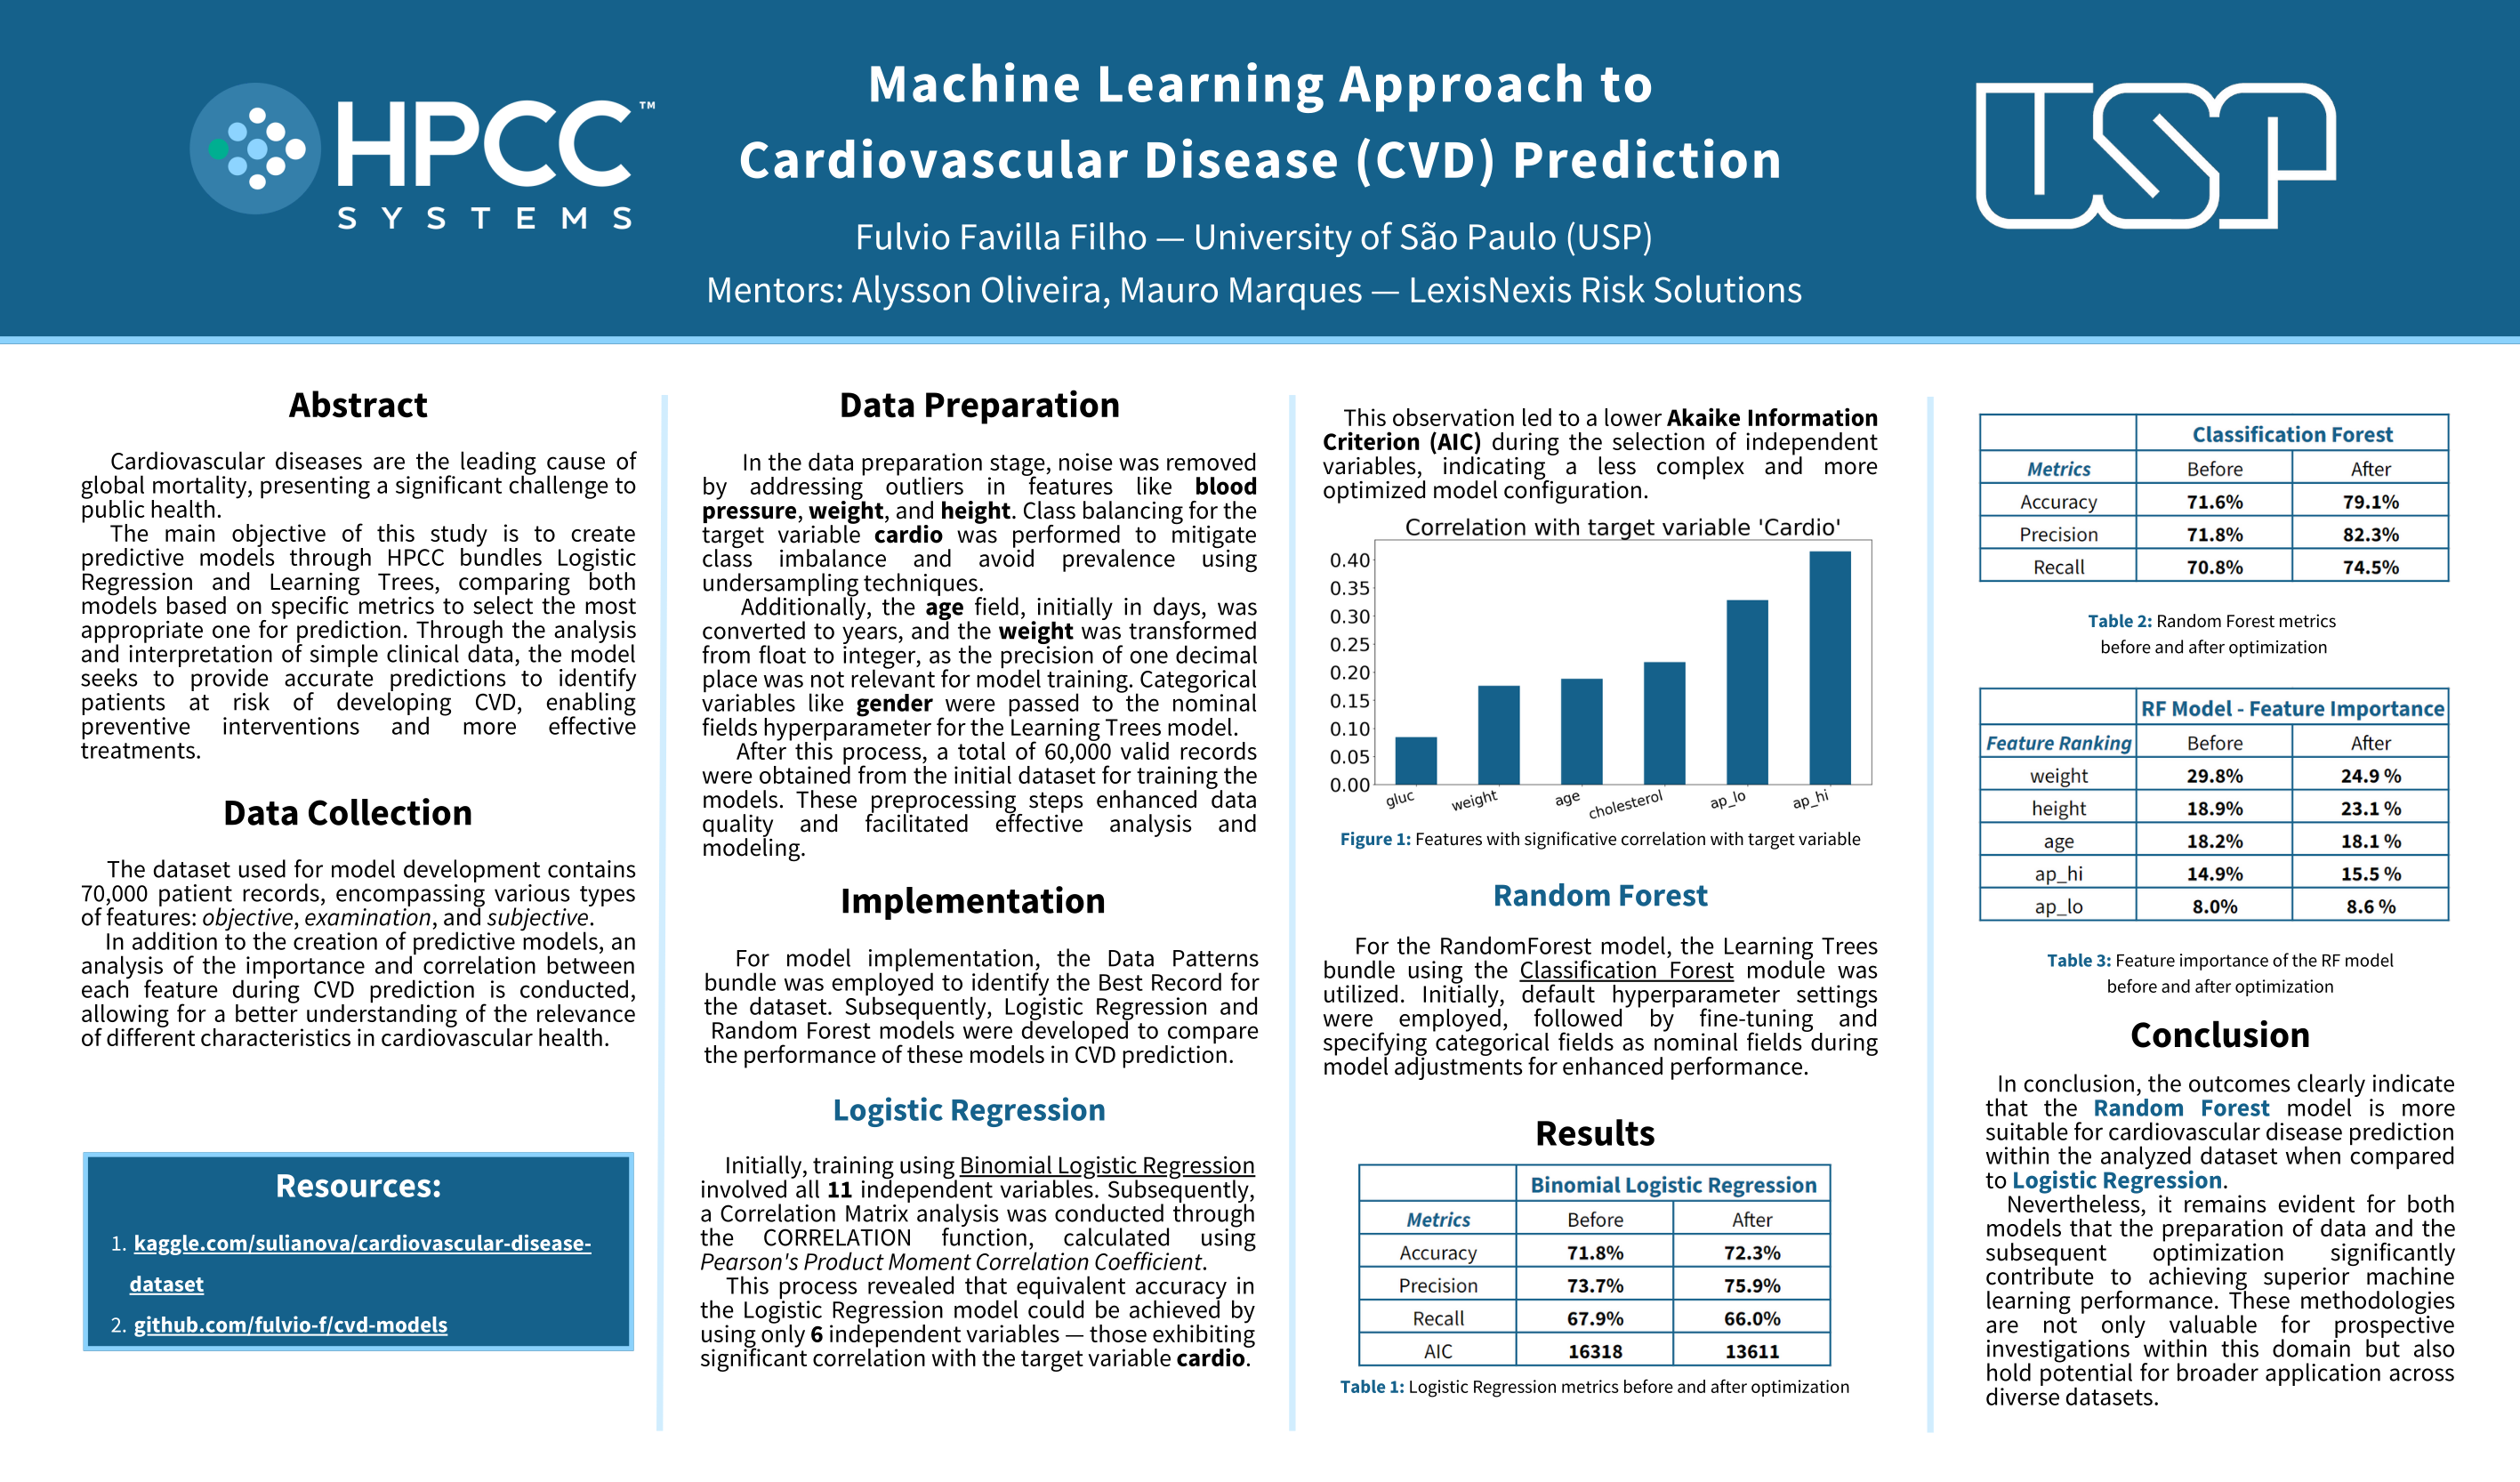 HPCC™
SYSTEMS
Machine Learning Approach to
Cardiovascular Disease (CVD) Prediction
Fulvio Favilla Filho — University of São Paulo (USP)
Mentors: Alysson Oliveira, Mauro Marques — LexisNexis Risk Solutions
USP
Abstract
Cardiovascular diseases are the leading cause of
global mortality, presenting a significant challenge to
public health.
The main objective of this study is to create
predictive models through HPCC bundles Logistic
Regression and Learning Trees, comparing both
models based on specific metrics to select the most
appropriate one for prediction. Through the analysis
and interpretation of simple clinical data, the model
seeks to provide accurate predictions to identify
patients at risk of developing CVD, enabling
preventive interventions and more effective
treatments.
Data Collection
The dataset used for model development contains
70,000 patient records, encompassing various types
of features: objective, examination, and subjective.
In addition to the creation of predictive models, an
analysis of the importance and correlation between
each feature during CVD prediction is conducted,
allowing for a better understanding of the relevance
of different characteristics in cardiovascular health.
Resources:
1. kaggle.com/sulianova/cardiovascular-disease-
dataset
2. github.com/fulvio-f/cvd-models
Data Preparation
In the data preparation stage, noise was removed
by addressing outliers in features like blood
pressure, weight, and height. Class balancing for the
target variable cardio was performed to mitigate
class imbalance and avoid prevalence using
undersampling techniques.
Additionally, the age field, initially in days, was
converted to years, and the weight was transformed
from float to integer, as the precision of one decimal
place was not relevant for model training. Categorical
variables like gender were passed to the nominal
fields hyperparameter for the Learning Trees model.
After this process, a total of 60,000 valid records
were obtained from the initial dataset for training the
models. These preprocessing steps enhanced data
quality and facilitated effective analysis and
modeling.
Implementation
For model implementation, the Data Patterns
bundle was employed to identify the Best Record for
the dataset. Subsequently, Logistic Regression and
Random Forest models were developed to compare
the performance of these models in CVD prediction.
Logistic Regression
Initially, training using Binomial Logistic Regression
involved all 11 independent variables. Subsequently,
a Correlation Matrix analysis was conducted through
the CORRELATION function, calculated using
Pearson's Product Moment Correlation Coefficient.
This process revealed that equivalent accuracy in
the Logistic Regression model could be achieved by
using only 6 independent variables — those exhibiting
significant correlation with the target variable cardio.
This observation led to a lower Akaike Information
Criterion (AIC) during the selection of independent
variables, indicating a less complex and more
optimized model configuration.
Correlation with target variable 'Cardio'
0.40
0.35
0.30
0.25
0.20
0.15
0.10
0.05
0.00
gluc weight age cholesterol ap_lo ap_hi
Figure 1: Features with significative correlation with target variable
Random Forest
For the RandomForest model, the Learning Trees
bundle using the Classification Forest module was
utilized. Initially, default hyperparameter settings
were employed, followed by fine-tuning and
specifying categorical fields as nominal fields during
model adjustments for enhanced performance.
Results
Binomial Logistic Regression
Metrics Before After
Accuracy 71.8% 72.3%
Precision 73.7% 75.9%
Recall 67.9% 66.0%
AIC 16318 13611
Table 1: Logistic Regression metrics before and after optimization
Classification Forest
Metrics Before After
Accuracy 71.6% 79.1%
Precision 71.8% 82.3%
Recall 70.8% 74.5%
Table 2: Random Forest metrics
before and after optimization
RF Model - Feature Importance
Feature Ranking Before After
weight 29.8% 24.9 %
height 18.9% 23.1 %
age 18.2% 18.1 %
ap_hi 14.9% 15.5 %
ap_lo 8.0% 8.6 %
Table 3: Feature importance of the RF model
before and after optimization
Conclusion
In conclusion, the outcomes clearly indicate
that the Random Forest model is more
suitable for cardiovascular disease prediction
within the analyzed dataset when compared
to Logistic Regression.
Nevertheless, it remains evident for both
models that the preparation of data and the
subsequent optimization significantly
contribute to achieving superior machine
learning performance. These methodologies
are not only valuable for prospective
investigations within this domain but also
hold potential for broader application across
diverse datasets.